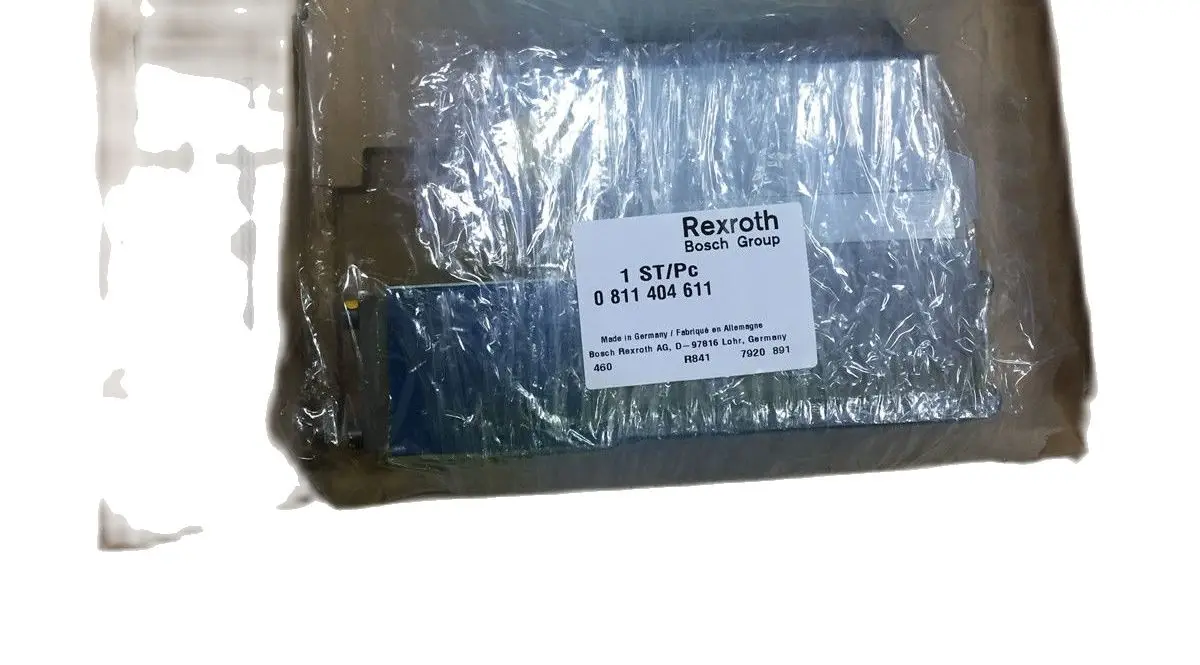 Rexroth
Bosch Group
1 ST/Pc
0 811 404 611
Made in Germany / Fabriqué en Allemagne
Bosch Rexroth AG, D-97816 Lohr, Germany
460 R841 7920 891